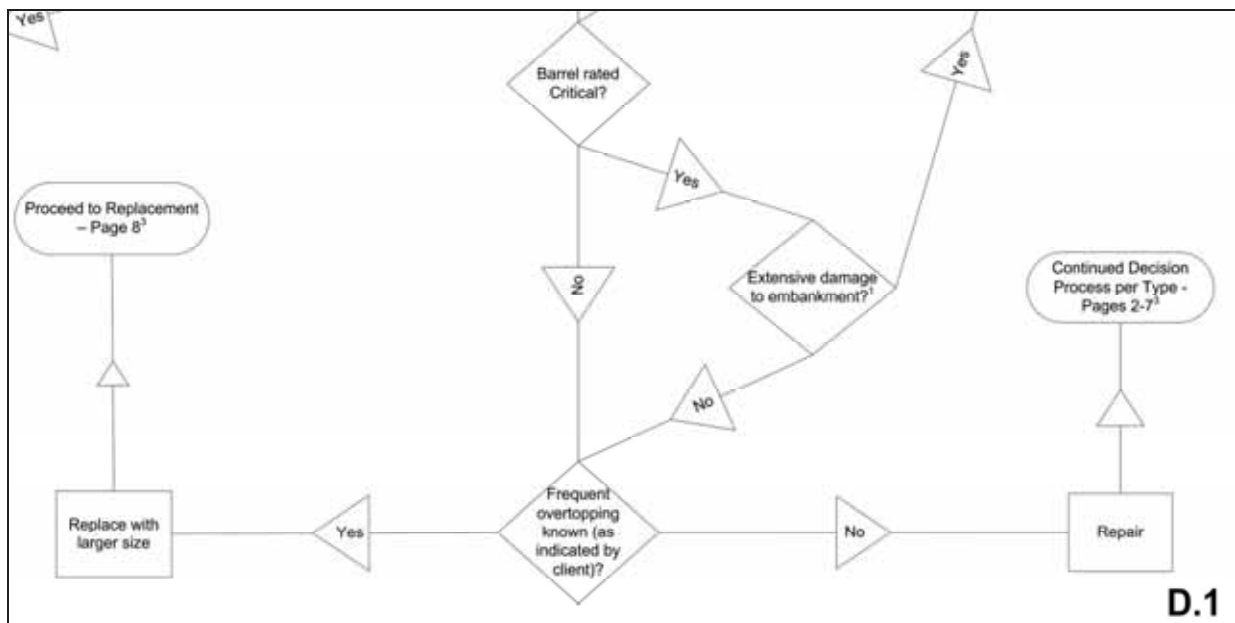 Yes
Barrel rated
Critical?
Yes
Yes
Proceed to Replacement
– Page 8³
No
Extensive damage
to embankment?¹
Continued Decision
Process per Type -
Pages 2-7³
No
Replace with
larger size
Yes
Frequent
overtopping
known (as
indicated by
client)?
No
Repair
D.1